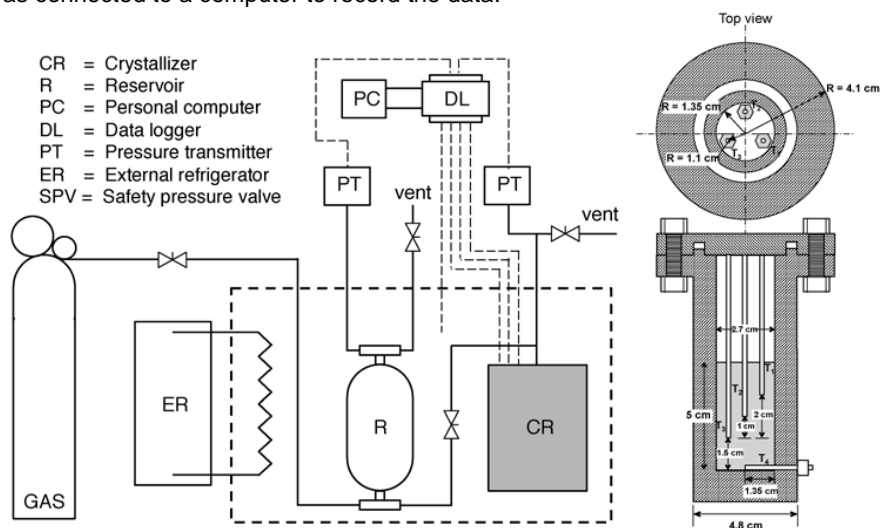 as connected to a computer to record the data.
CR = Crystallizer
R = Reservoir
PC = Personal computer
DL = Data logger
PT = Pressure transmitter
ER = External refrigerator
SPV = Safety pressure valve
PC
DL
PT
vent
PT
vent
ER
R
CR
GAS
Top view
R = 4.1 cm
R = 1.35 cm
T₃
R = 1.1 cm
2.7 cm
T₁
T₂
5 cm
2 cm
1 cm
T₃
1.5 cm
T₄
1.35 cm
4.8 cm